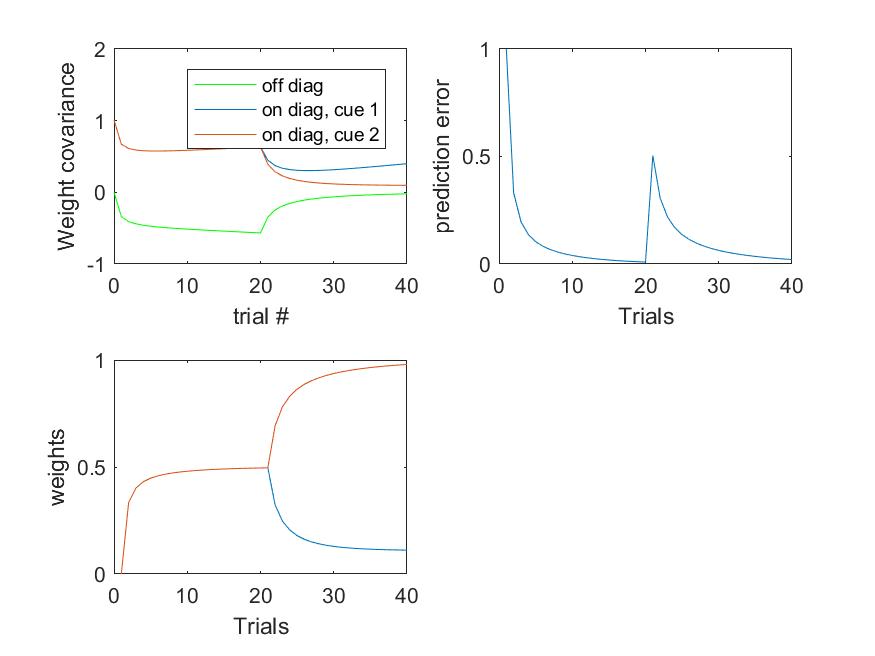 Weight covariance
2
1
0
-1
off diag
on diag, cue 1
on diag, cue 2
0 10 20 30 40
trial #
prediction error
1
0.5
0
0 10 20 30 40
Trials
weights
1
0.5
0
0 10 20 30 40
Trials